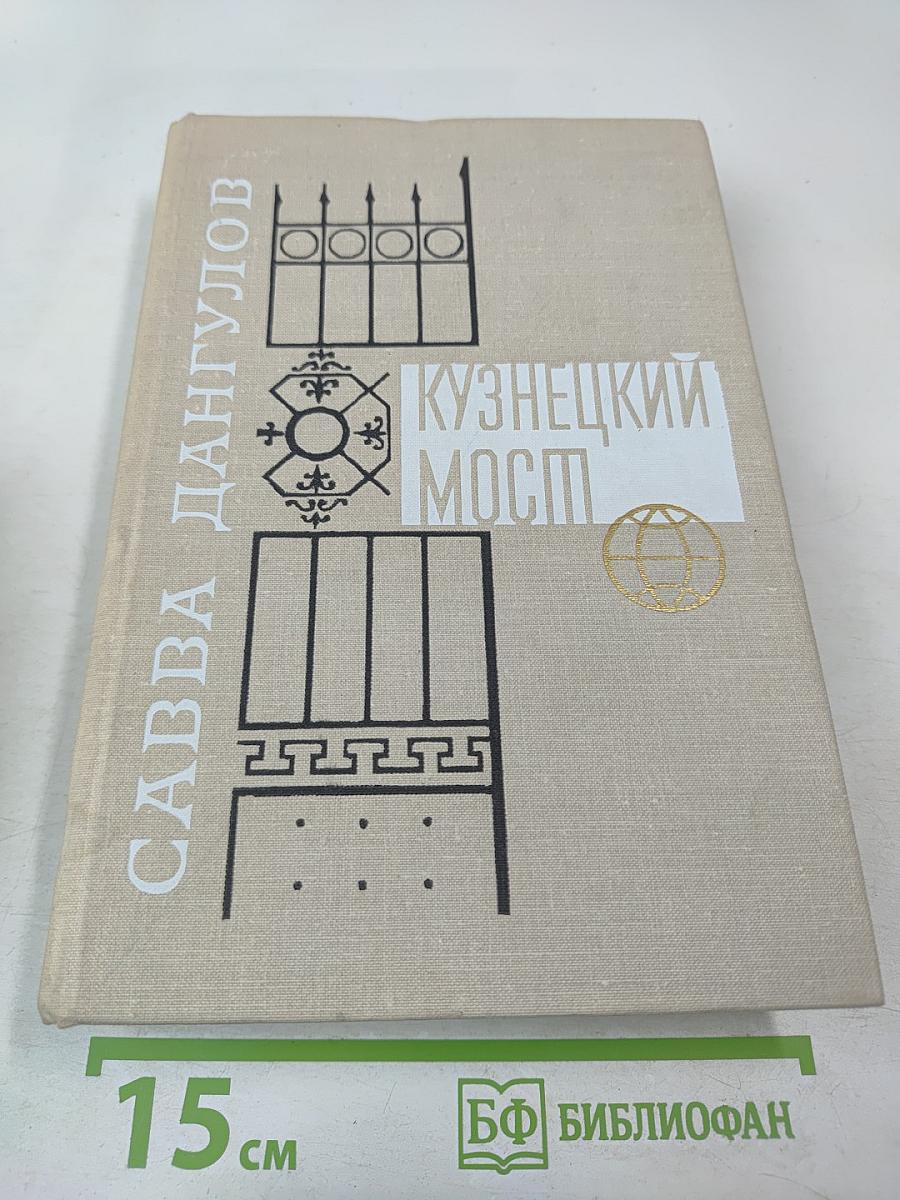 САВВА ДАНГУЛОВ
КУЗНЕЦКИЙ
МОСТ
15 см
БФ БИБЛИОФАН